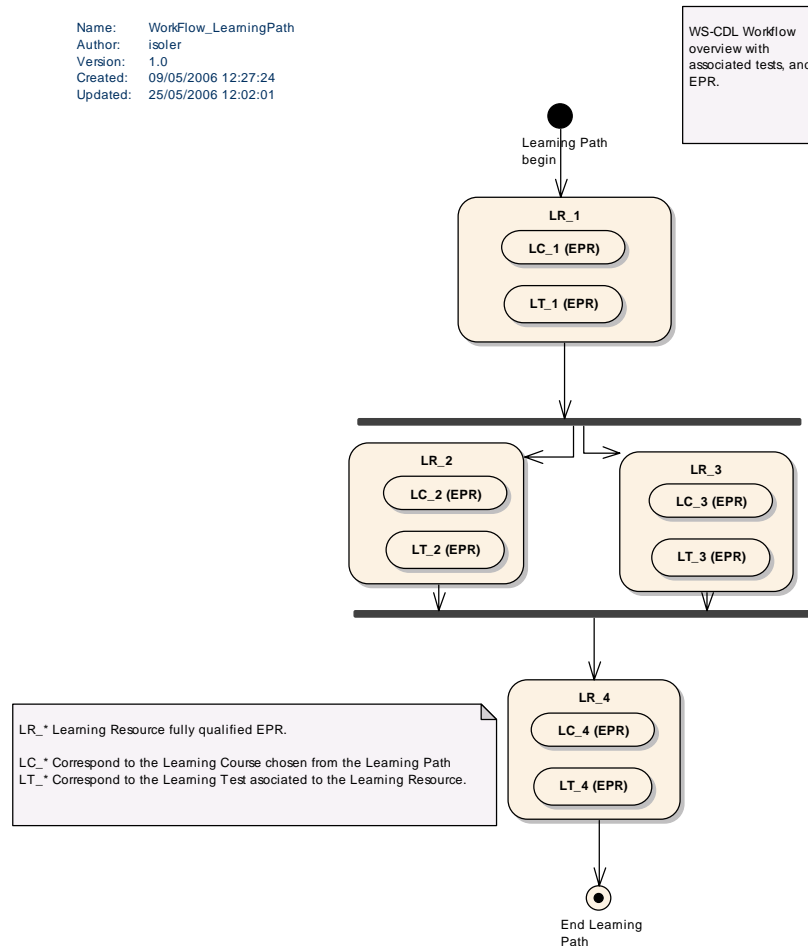 Name: WorkFlow_LearningPath
Author: isoler
Version: 1.0
Created: 09/05/2006 12:27:24
Updated: 25/05/2006 12:02:01
WS-CDL Workflow
overview with
associated tests, and
EPR.
Learning Path
begin
LR_1
LC_1 (EPR)
LT_1 (EPR)
LR_2
LC_2 (EPR)
LT_2 (EPR)
LR_3
LC_3 (EPR)
LT_3 (EPR)
LR_4
LC_4 (EPR)
LT_4 (EPR)
LR_* Learning Resource fully qualified EPR.
LC_* Correspond to the Learning Course chosen from the Learning Path
LT_* Correspond to the Learning Test asociated to the Learning Resource.
End Learning
Path